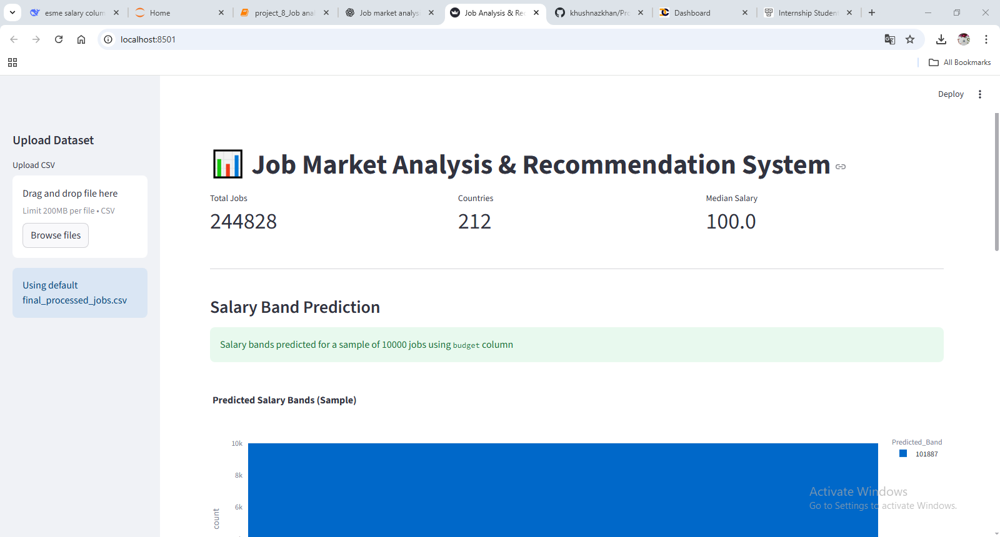 esme salary colum
Home
project_8_Job anal
Job market analysi
Job Analysis & Rec
khushnazkhan/Pro
Dashboard
Internship Studen
localhost:8501
All Bookmarks
Deploy
Upload Dataset
Upload CSV
Drag and drop file here
Limit 200MB per file • CSV
Browse files
Using default
final_processed_jobs.csv
Job Market Analysis & Recommendation System
Total Jobs
244828
Countries
212
Median Salary
100.0
Salary Band Prediction
Salary bands predicted for a sample of 10000 jobs using budget column
Predicted Salary Bands (Sample)
10k
8k
6k
count
Predicted_Band
101887
Activate Windows
Go to Settings to activate Windows.